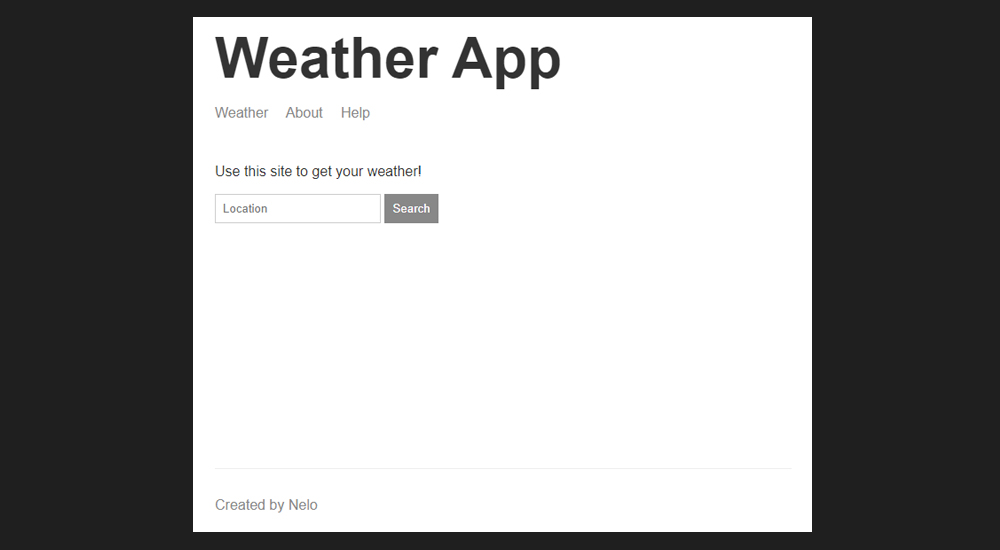 Weather App
Weather About Help
Use this site to get your weather!
Location Search
Created by Nelo